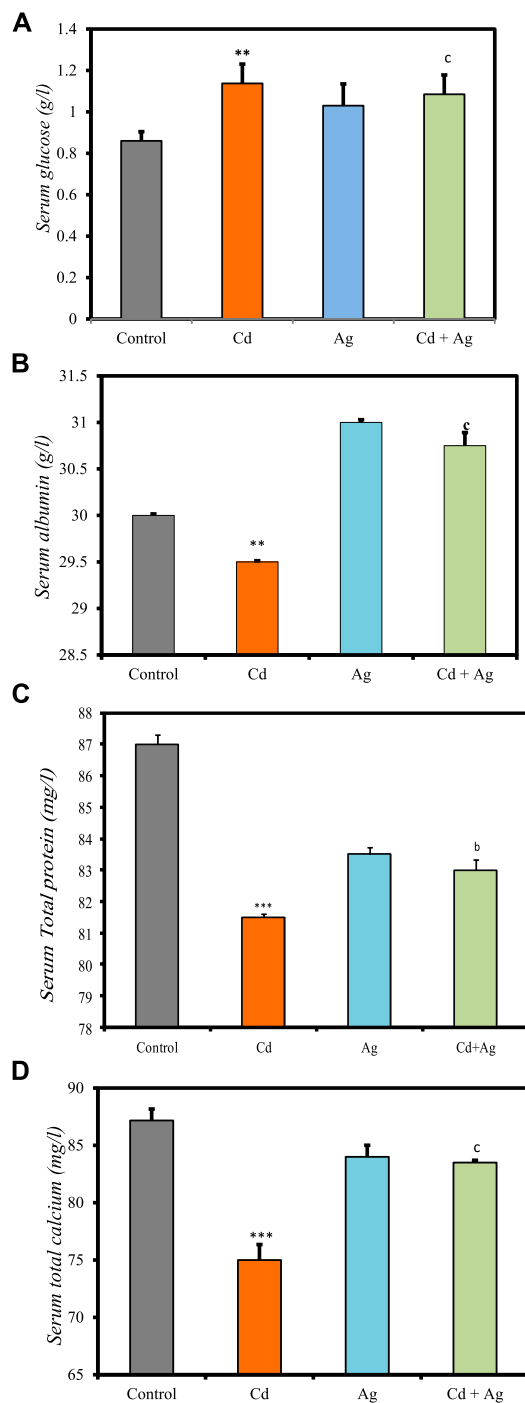 A
Serum glucose (g/l)
1.4
1.2
1
0.8
0.6
0.4
0.2
0
**
c
Control Cd Ag Cd + Ag
B
Serum albumin (g/l)
31.5
31
30.5
30
29.5
29
28.5
**
c
Control Cd Ag Cd + Ag
C
Serum Total protein (mg/l)
88
87
86
85
84
83
82
81
80
79
78
***
b
Control Cd Ag Cd+Ag
D
Serum total calcium (mg/l)
90
85
80
75
70
65
***
c
Control Cd Ag Cd + Ag